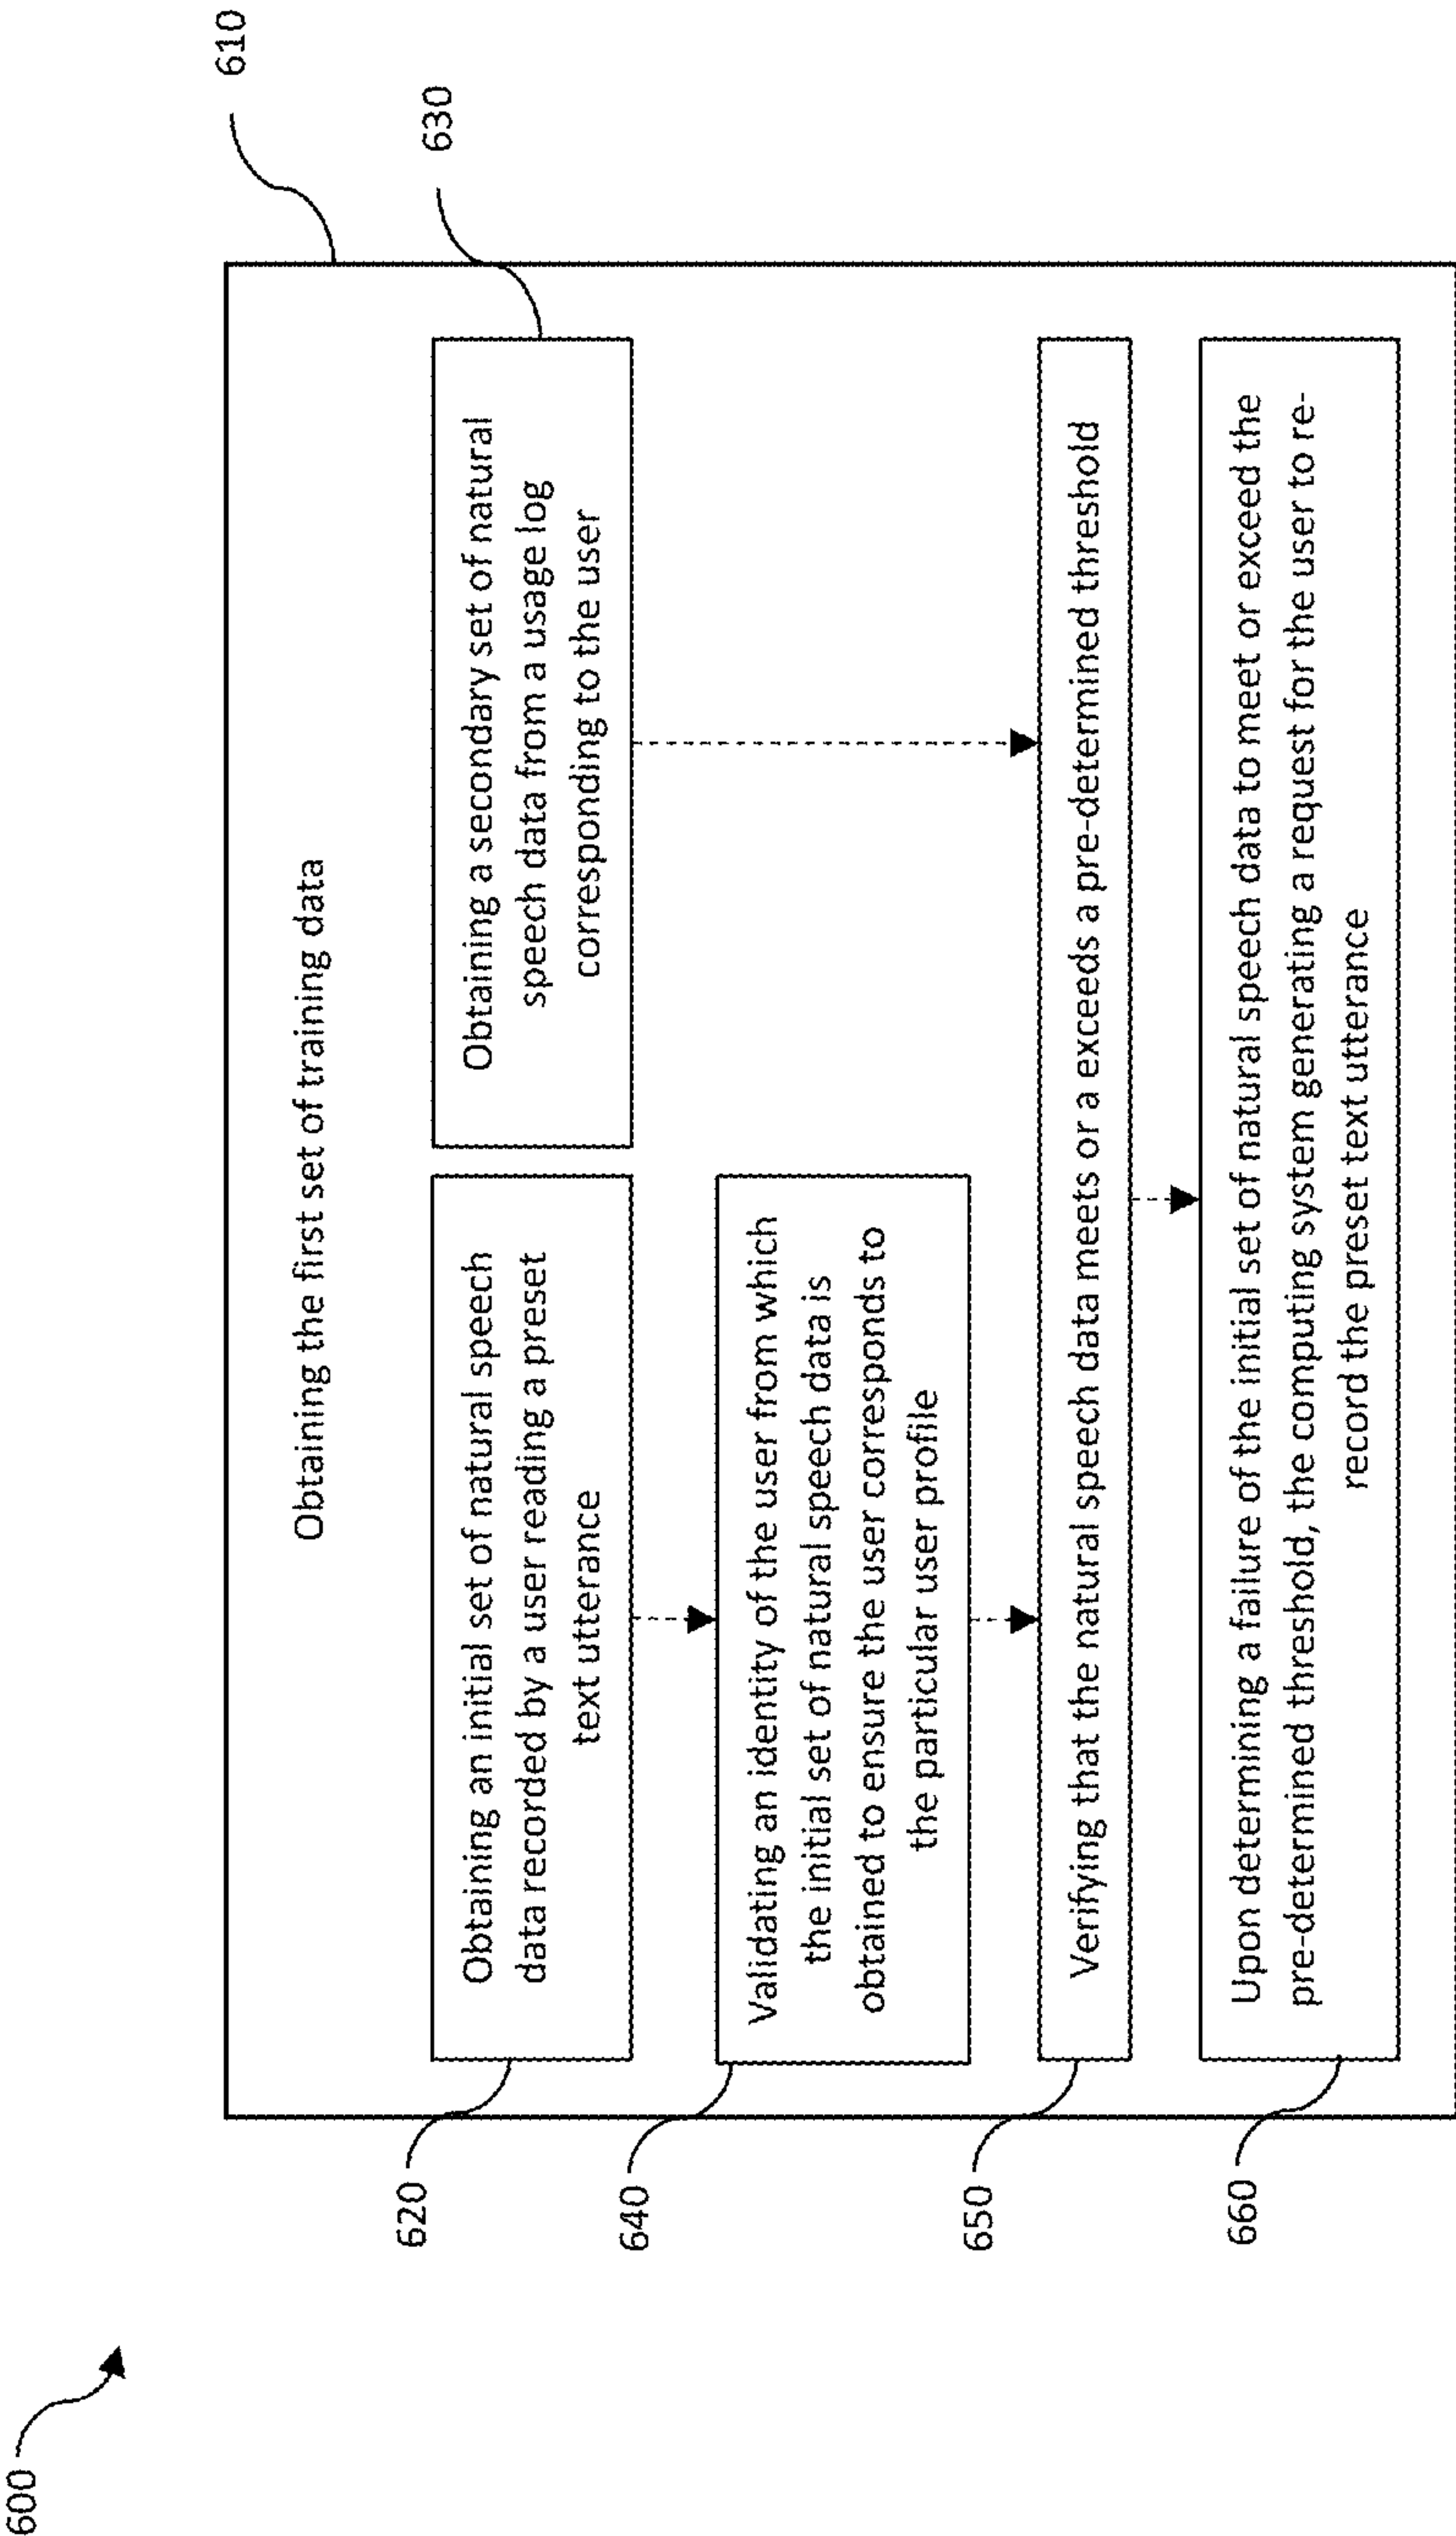 600
610
Obtaining the first set of training data
620
Obtaining an initial set of natural speech
data recorded by a user reading a preset
text utterance
630
Obtaining a secondary set of natural
speech data from a usage log
corresponding to the user
640
Validating an identity of the user from which
the initial set of natural speech data is
obtained to ensure the user corresponds to
the particular user profile
650
Verifying that the natural speech data meets or a exceeds a pre-determined threshold
660
Upon determining a failure of the initial set of natural speech data to meet or exceed the
pre-determined threshold, the computing system generating a request for the user to re-
record the preset text utterance